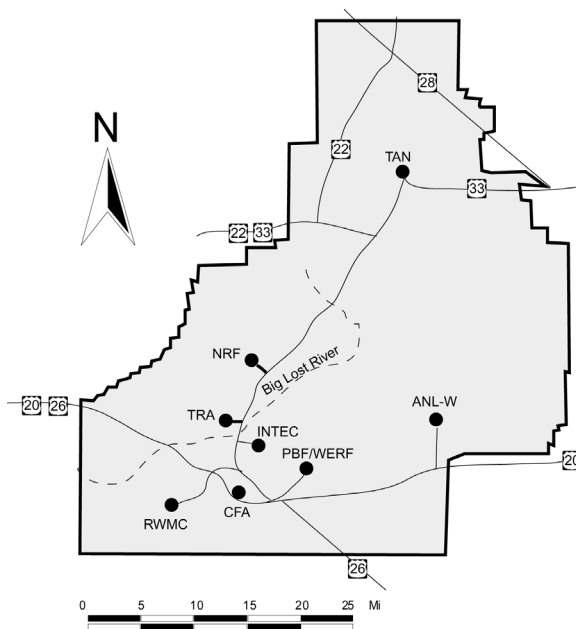 28
N
22
TAN
33
22 33
NRF
Big Lost River
20 26
TRA
ANL-W
INTEC
PBF/WERF
20
RWMC
CFA
26
0 5 10 15 20 25 Mi